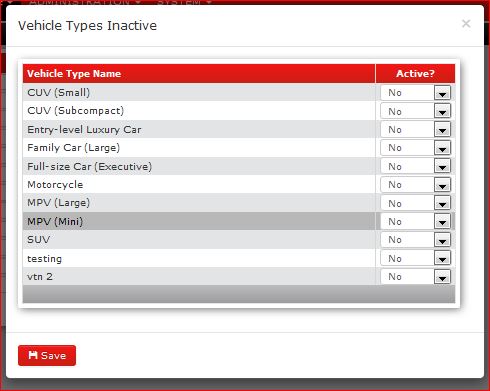 ADMINISTRATION SYSTEM
Vehicle Types Inactive ×
Vehicle Type Name Active?
CUV (Small) No
CUV (Subcompact) No
Entry-level Luxury Car No
Family Car (Large) No
Full-size Car (Executive) No
Motorcycle No
MPV (Large) No
MPV (Mini) No
SUV No
testing No
vtn 2 No
Save